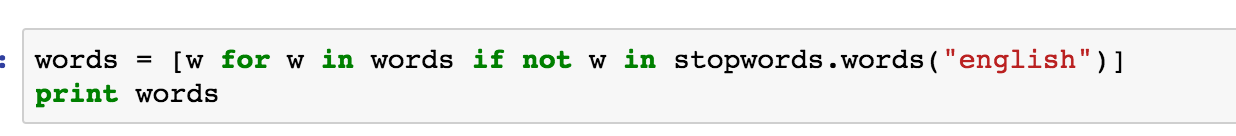 : words = [w for w in words if not w in stopwords.words("english")]
print words